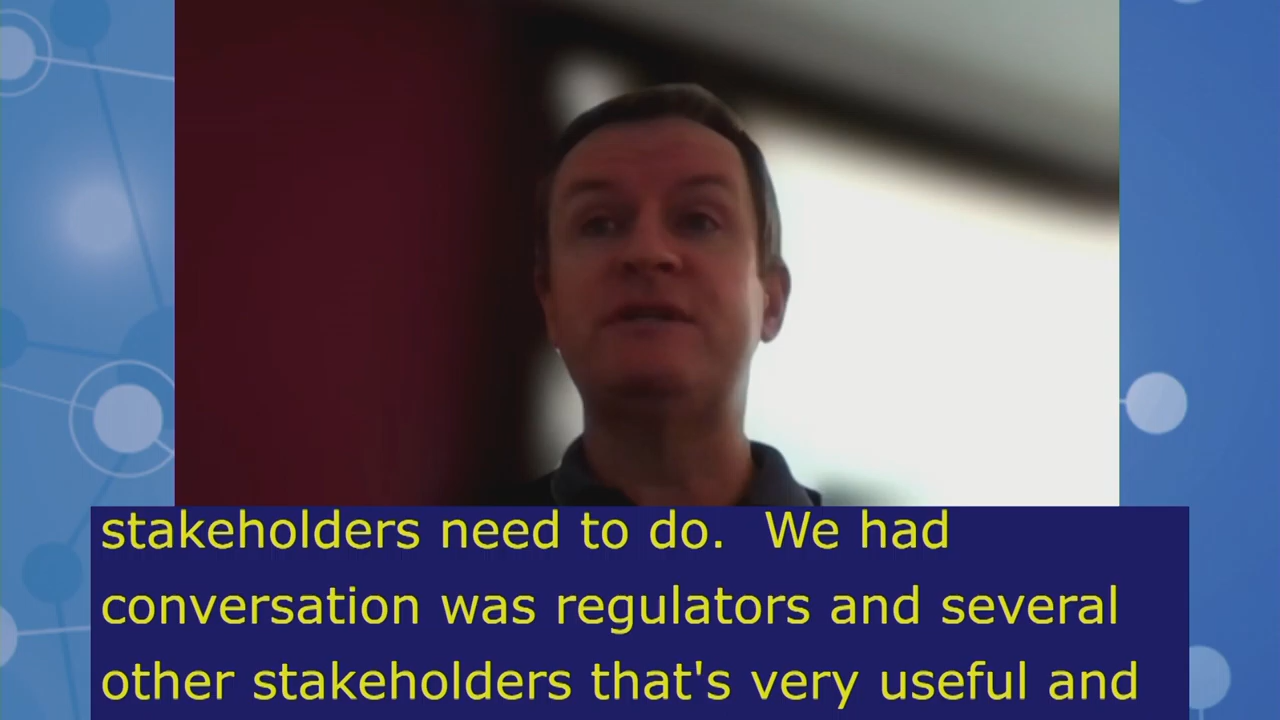 stakeholders need to do.  We had
conversation was regulators and several
other stakeholders that's very useful and